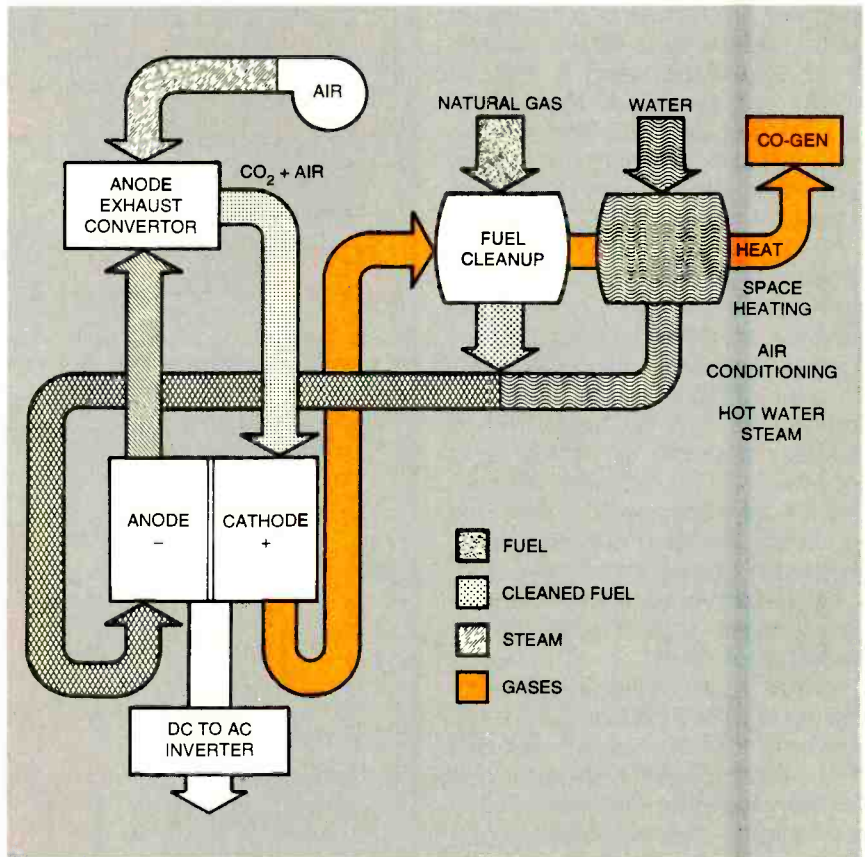 AIR
NATURAL GAS
WATER
CO-GEN
ANODE
EXHAUST
CONVERTOR
CO₂ + AIR
FUEL
CLEANUP
HEAT
SPACE
HEATING
AIR
CONDITIONING
HOT WATER
STEAM
ANODE
–
CATHODE
+
FUEL
CLEANED FUEL
STEAM
GASES
DC TO AC
INVERTER